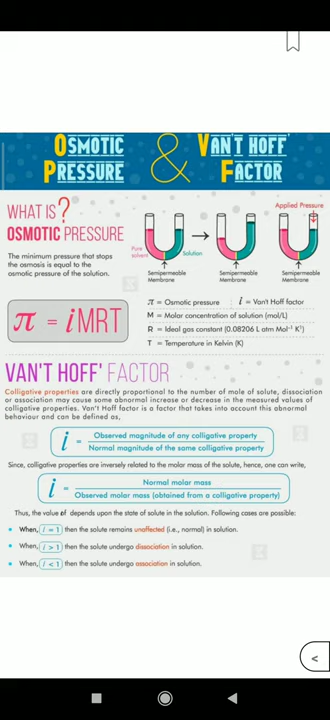 OSMOTIC PRESSURE
&
VAN'T HOFF' FACTOR
WHAT IS?
OSMOTIC PRESSURE
The minimum pressure that stops
the osmosis is equal to the
osmotic pressure of the solution.
Applied Pressure
Pure
solvent
Solution
Semipermeable
Membrane
Semipermeable
Membrane
Semipermeable
Membrane
π = iMRT
π = Osmotic pressure
i = Van't Hoff factor
M = Molar concentration of solution (mol/L)
R = Ideal gas constant (0.08206 L atm Mol⁻¹ K¹)
T = Temperature in Kelvin (K)
VAN'T HOFF' FACTOR
Colligative properties are directly proportional to the number of mole of solute, dissociation
or association may cause some abnormal increase or decrease in the measured values of
colligative properties. Van't Hoff factor is a factor that takes into account this abnormal
behaviour and can be defined as,
i = Observed magnitude of any colligative property
Normal magnitude of the same colligative property
Since, colligative properties are inversely related to the molar mass of the solute, hence, one can write,
i = Normal molar mass
Observed molar mass (obtained from a colligative property)
Thus, the value of depends upon the state of solute in the solution. Following cases are possible:
• When, i = 1 then the solute remains unaffected (i.e., normal) in solution.
• When, i > 1 then the solute undergo dissociation in solution.
• When, i < 1 then the solute undergo association in solution.
<